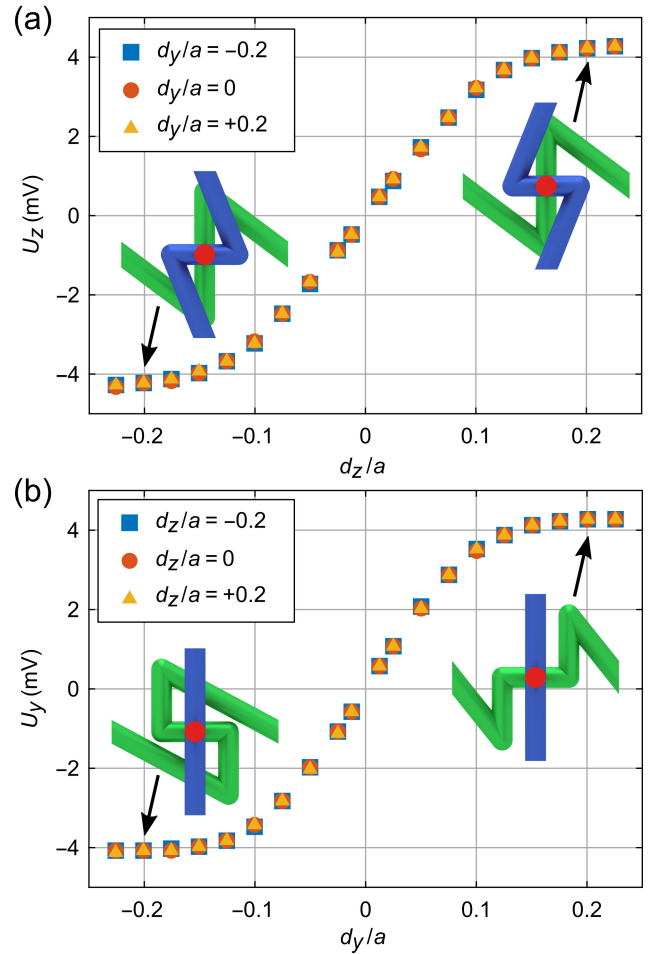 (a)
4
2
0
−2
−4
U_z (mV)
d_y/a = −0.2
d_y/a = 0
d_y/a = +0.2
−0.2
−0.1
0
0.1
0.2
d_z/a
(b)
4
2
0
−2
−4
U_y (mV)
d_z/a = −0.2
d_z/a = 0
d_z/a = +0.2
−0.2
−0.1
0
0.1
0.2
d_y/a